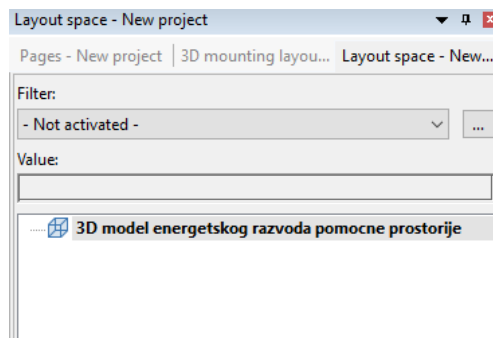 Layout space - New project
Pages - New project 3D mounting layou... Layout space - New...
Filter:
- Not activated -
...
Value:
3D model energetskog razvoda pomocne prostorije